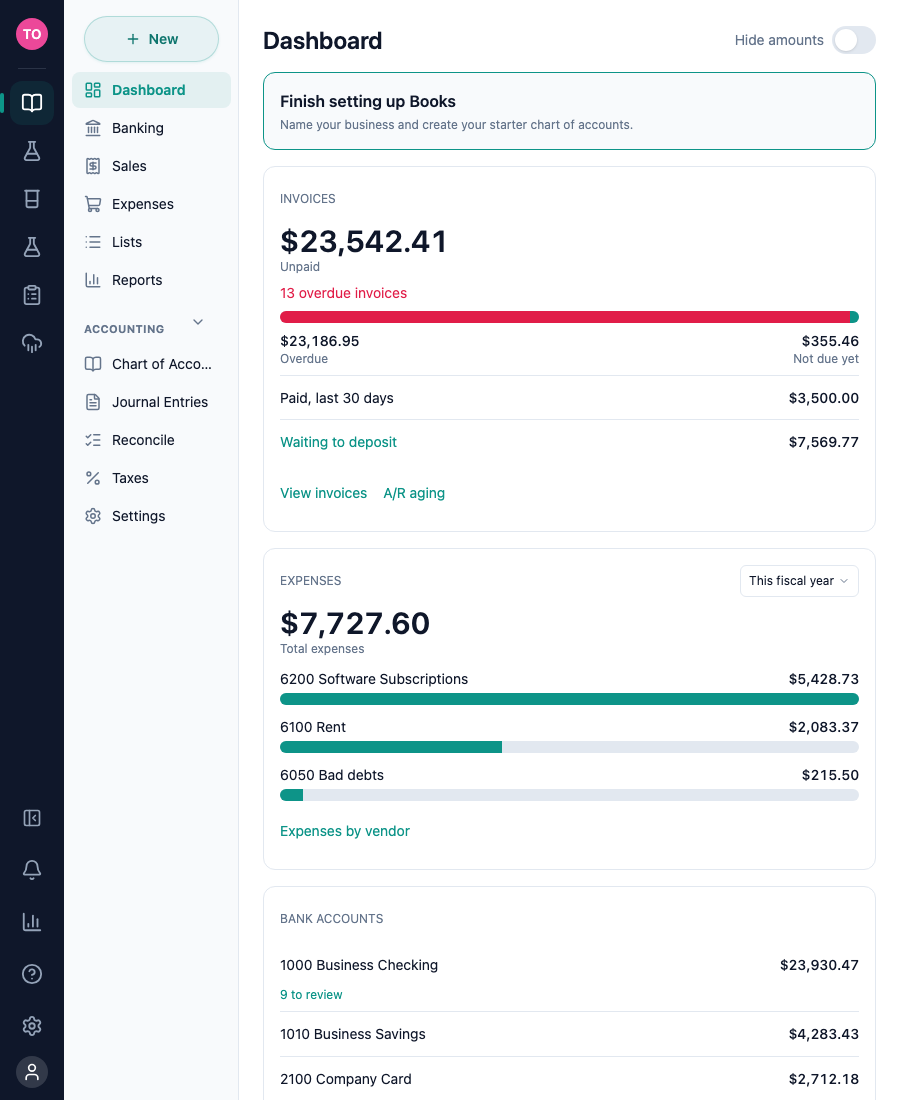 TO
New
Dashboard
Banking
Sales
Expenses
Lists
Reports
ACCOUNTING
Chart of Acco...
Journal Entries
Reconcile
Taxes
Settings
Dashboard
Hide amounts
Finish setting up Books
Name your business and create your starter chart of accounts.
INVOICES
$23,542.41
Unpaid
13 overdue invoices
$23,186.95 $355.46
Overdue Not due yet
Paid, last 30 days $3,500.00
Waiting to deposit $7,569.77
View invoices A/R aging
EXPENSES This fiscal year
$7,727.60
Total expenses
6200 Software Subscriptions $5,428.73
6100 Rent $2,083.37
6050 Bad debts $215.50
Expenses by vendor
BANK ACCOUNTS
1000 Business Checking $23,930.47
9 to review
1010 Business Savings $4,283.43
2100 Company Card $2,712.18